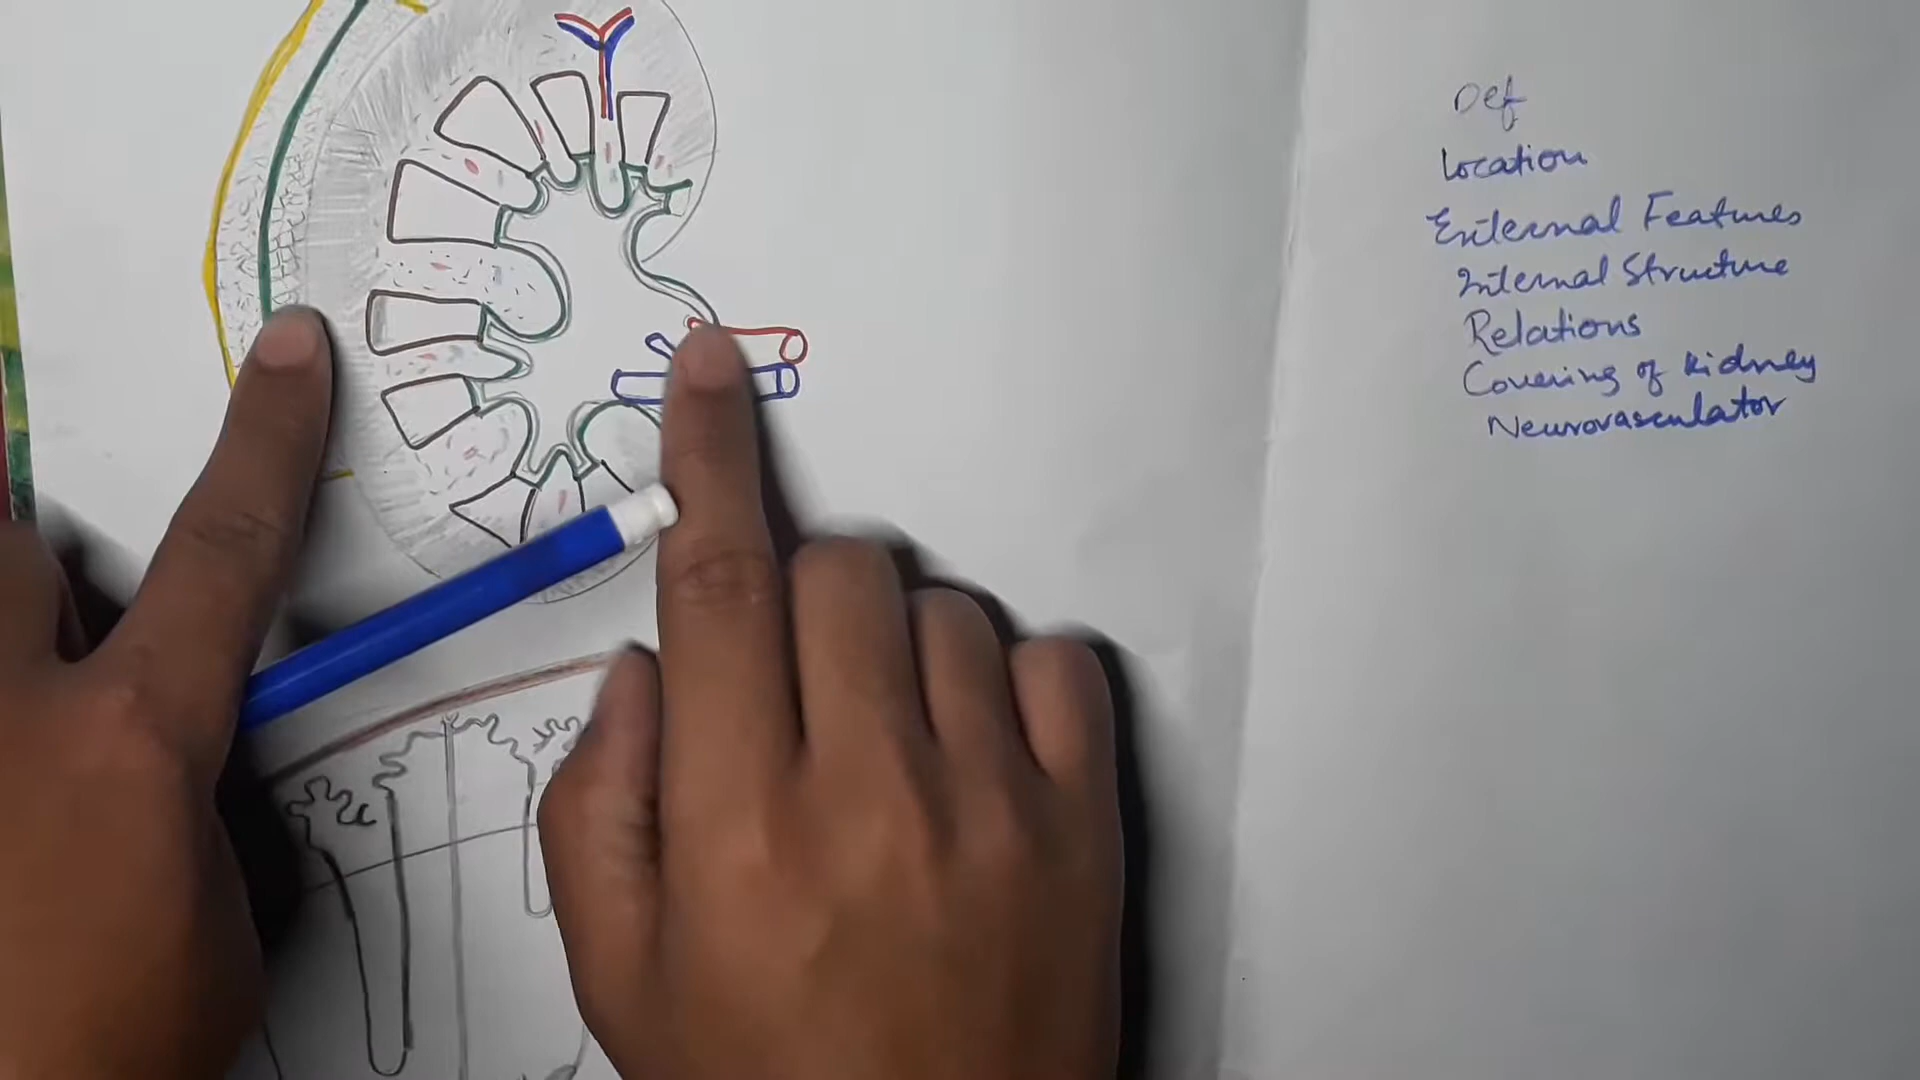 Def
Location
External Features
Internal Structure
Relations
Covering of kidney
Neurovasculator